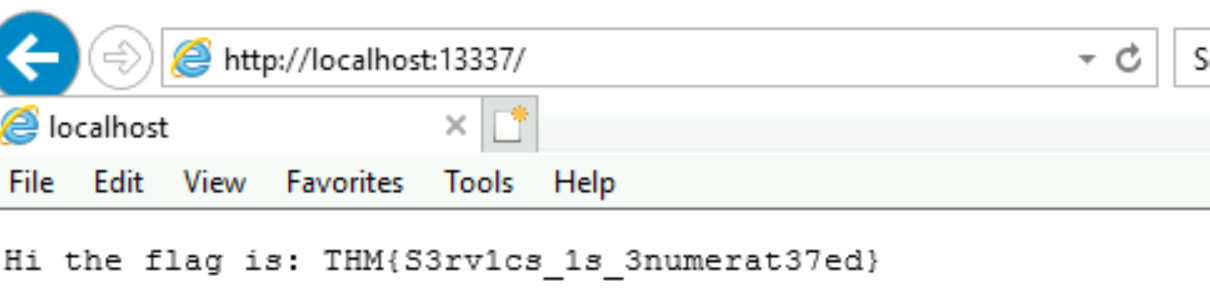 http://localhost:13337/
S
localhost
File Edit View Favorites Tools Help
Hi the flag is: THM{S3rv1cs_1s_3numerat37ed}